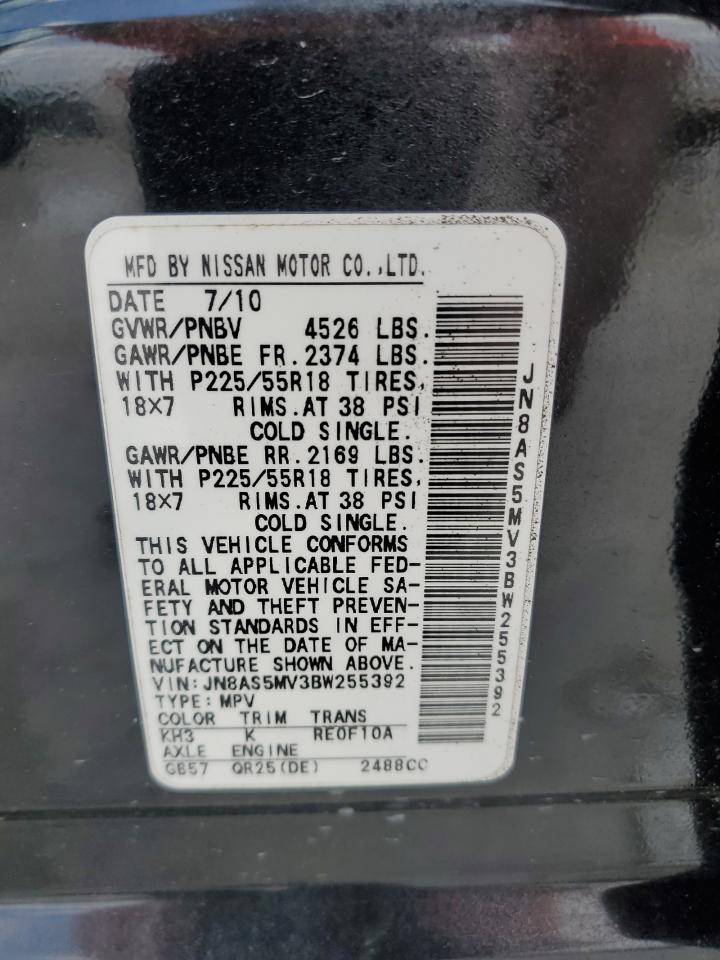 MFD BY NISSAN MOTOR CO.,LTD.
DATE 7/10
GVWR/PNBV 4526 LBS.
GAWR/PNBE FR.2374 LBS.
WITH P225/55R18 TIRES,
18X7 RIMS.AT 38 PSI
COLD SINGLE.
GAWR/PNBE RR.2169 LBS.
WITH P225/55R18 TIRES,
18X7 RIMS.AT 38 PSI
COLD SINGLE.
THIS VEHICLE CONFORMS
TO ALL APPLICABLE FED-
ERAL MOTOR VEHICLE SA-
FETY AND THEFT PREVEN-
TION STANDARDS IN EFF-
ECT ON THE DATE OF MA-
NUFACTURE SHOWN ABOVE.
VIN:JN8AS5MV3BW255392
TYPE:MPV
COLOR TRIM TRANS
KH3 K RE0F10A
AXLE ENGINE
GB57 QR25(DE) 2488CC
JN8AS5MV3BW255392